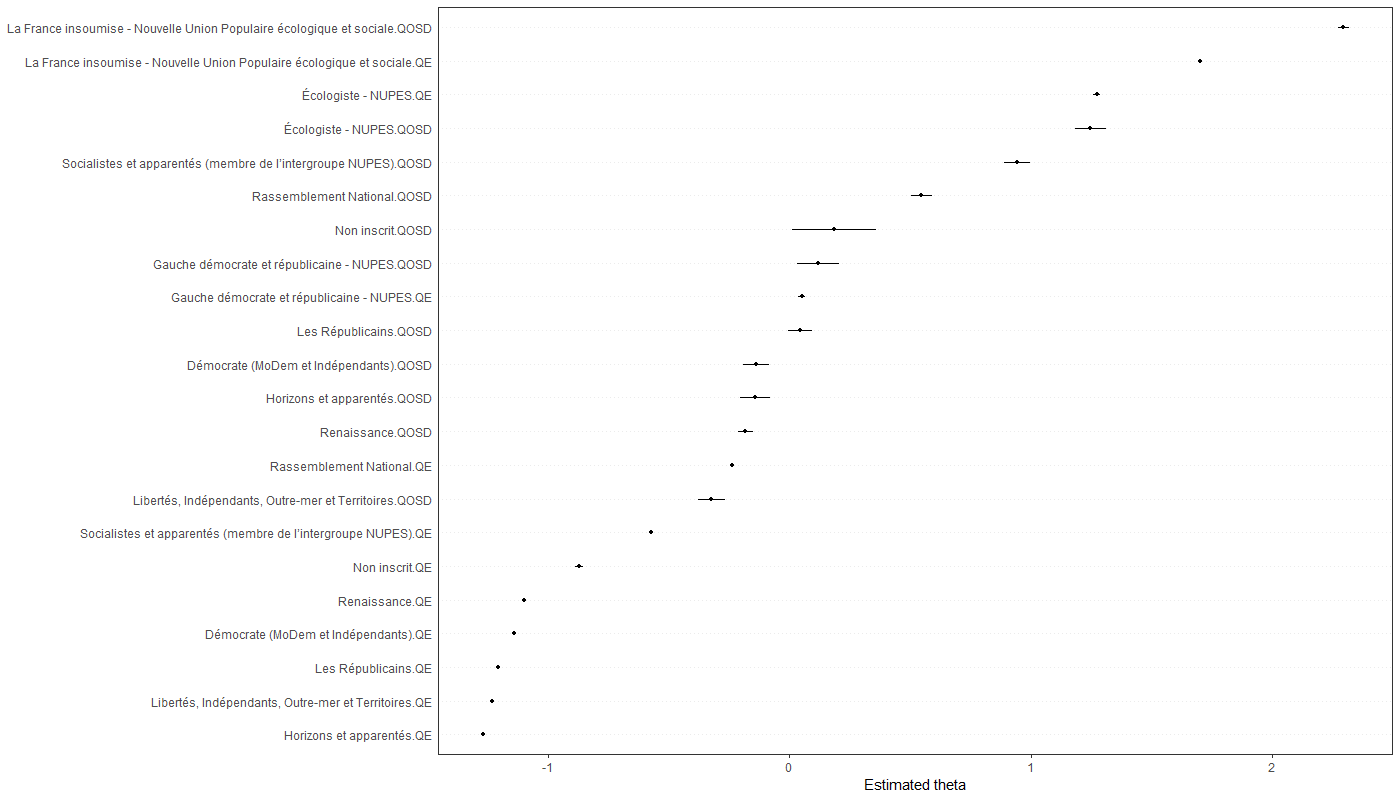 La France insoumise - Nouvelle Union Populaire écologique et sociale.QOSD
La France insoumise - Nouvelle Union Populaire écologique et sociale.QE
Écologiste - NUPES.QE
Écologiste - NUPES.QOSD
Socialistes et apparentés (membre de l’intergroupe NUPES).QOSD
Rassemblement National.QOSD
Non inscrit.QOSD
Gauche démocrate et républicaine - NUPES.QOSD
Gauche démocrate et républicaine - NUPES.QE
Les Républicains.QOSD
Démocrate (MoDem et Indépendants).QOSD
Horizons et apparentés.QOSD
Renaissance.QOSD
Rassemblement National.QE
Libertés, Indépendants, Outre-mer et Territoires.QOSD
Socialistes et apparentés (membre de l’intergroupe NUPES).QE
Non inscrit.QE
Renaissance.QE
Démocrate (MoDem et Indépendants).QE
Les Républicains.QE
Libertés, Indépendants, Outre-mer et Territoires.QE
Horizons et apparentés.QE
-1 0 1 2
Estimated theta